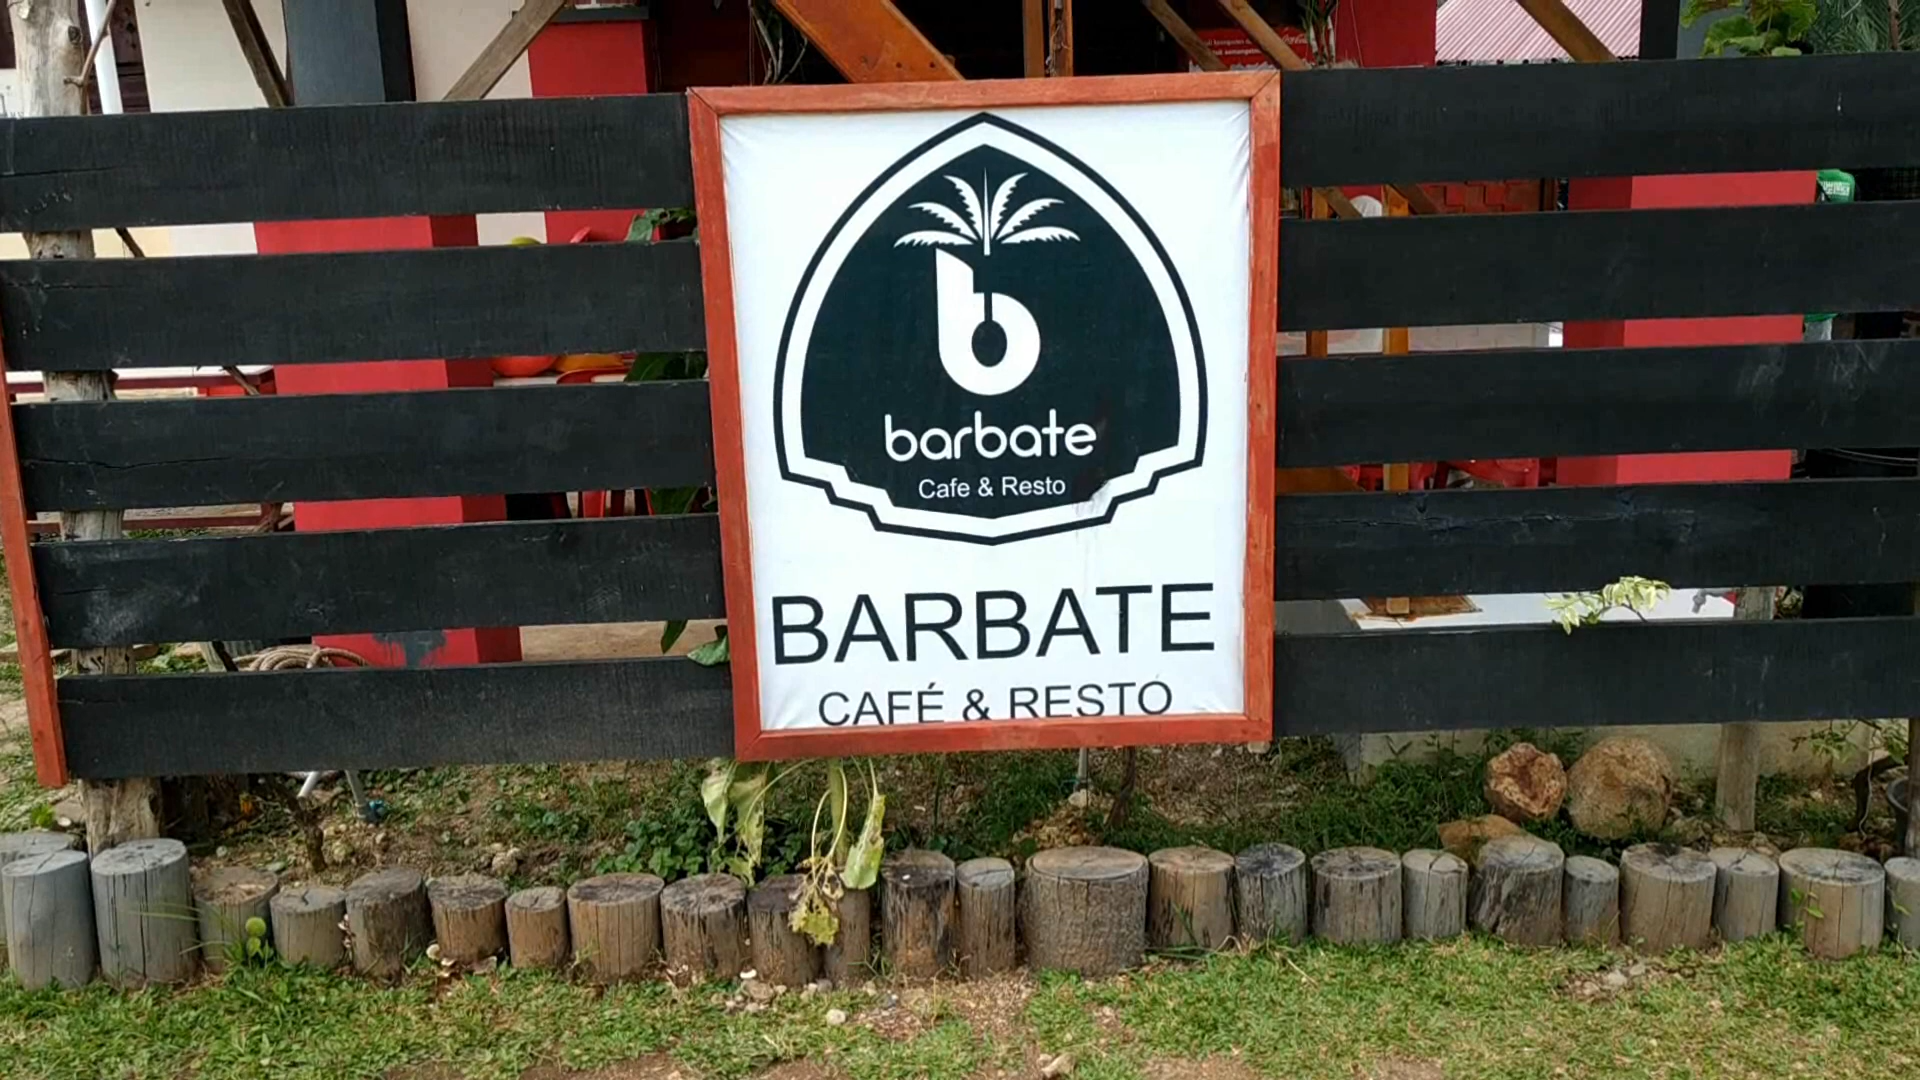 b
barbate
Cafe & Resto
BARBATE
CAFÉ & RESTO